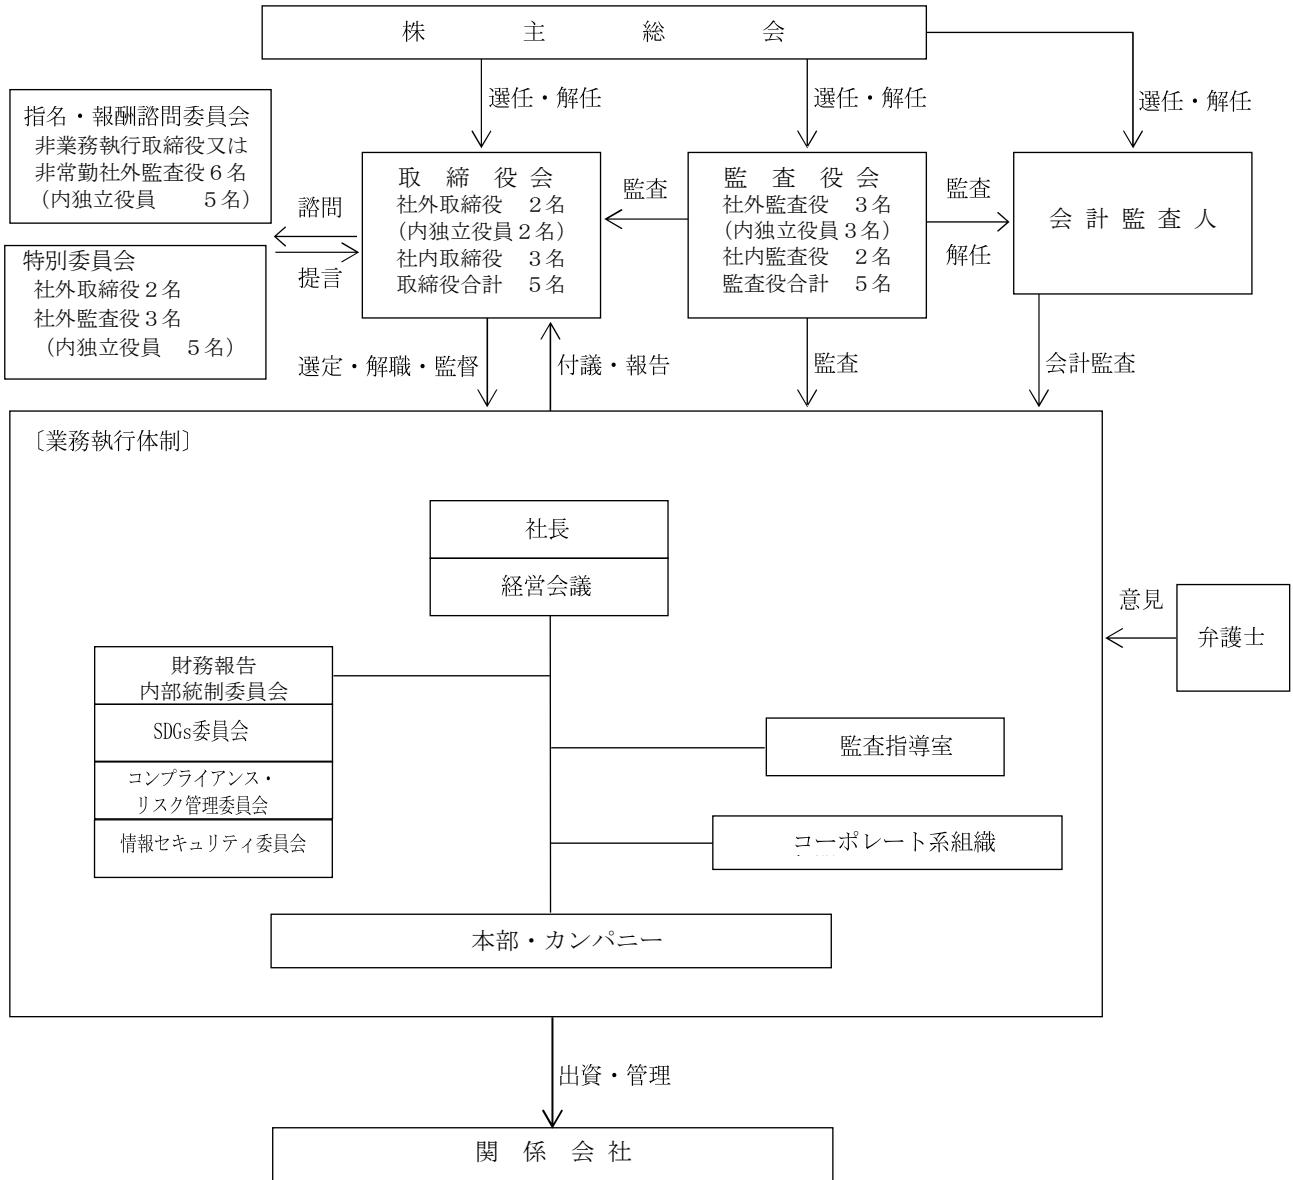 株主総会
選任・解任
選任・解任
選任・解任
指名・報酬諮問委員会
非業務執行取締役又は
非常勤社外監査役6名
(内独立役員 5名)
諮問
提言
特別委員会
社外取締役2名
社外監査役3名
(内独立役員 5名)
取締役会
社外取締役 2名
(内独立役員2名)
社内取締役 3名
取締役合計 5名
監査
監査役会
社外監査役 3名
(内独立役員3名)
社内監査役 2名
監査役合計 5名
監査
解任
会計監査人
選定・解職・監督
付議・報告
監査
会計監査
〔業務執行体制〕
社長
経営会議
意見
弁護士
財務報告
内部統制委員会
SDGs委員会
コンプライアンス・
リスク管理委員会
情報セキュリティ委員会
監査指導室
コーポレート系組織
本部・カンパニー
出資・管理
関係会社